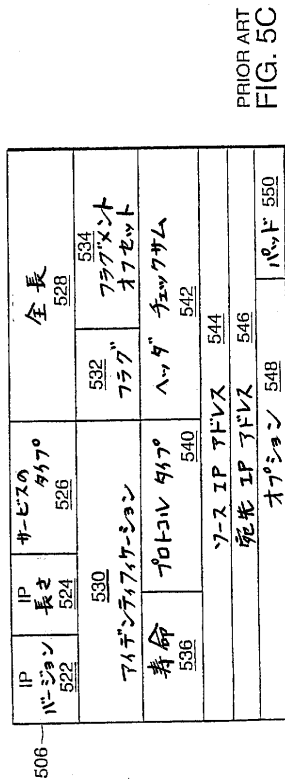 506
IP
バージョン
522
IP
長さ
524
サービスの
タイプ
526
全長
528
530
アイデンティフィケーション
532
フラグ
534
フラグメント
オフセット
寿命
536
プロトコル タイプ
540
ヘッダ チェックサム
542
ソース IP アドレス 544
宛先 IP アドレス 546
オプション 548
パッド 550
PRIOR ART
FIG. 5C